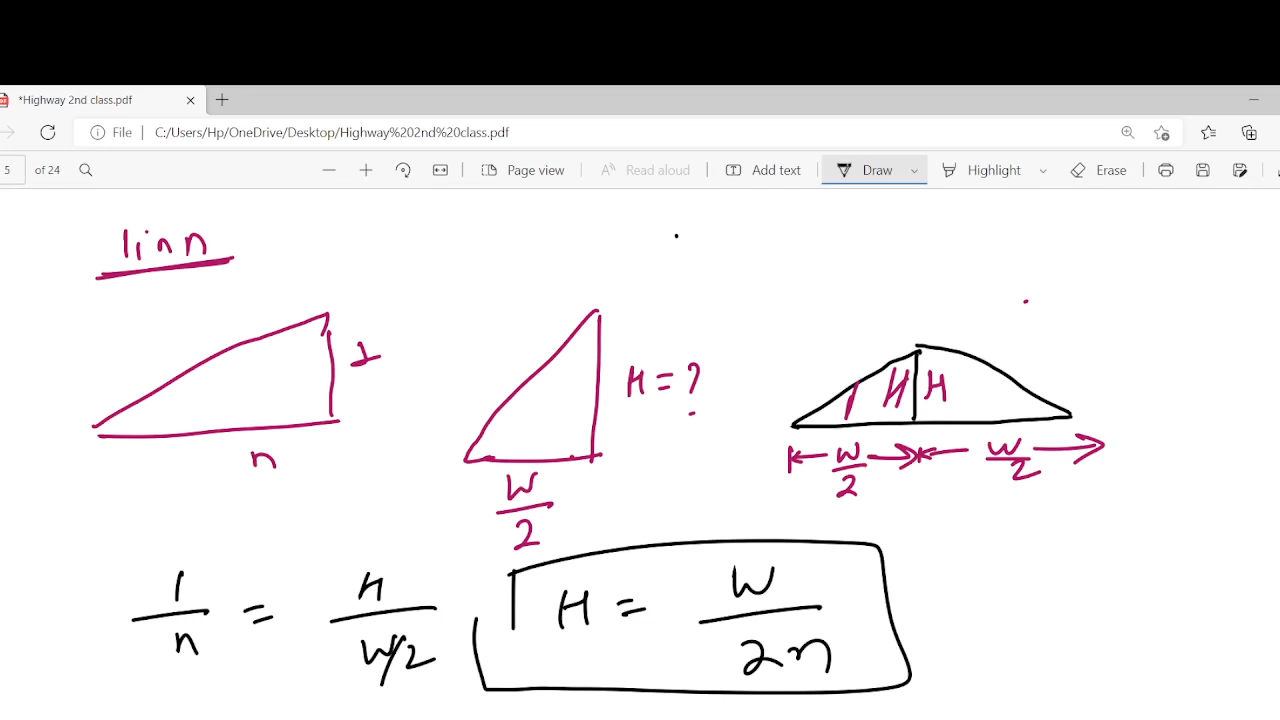 *Highway 2nd class.pdf
File
C:/Users/Hp/OneDrive/Desktop/Highway%202nd%20class.pdf
5 of 24
Page view
Read aloud
Add text
Draw
Highlight
Erase
1 in n
1
n
H = ?
W/2
H H
W/2 W/2
1/n = H/(W/2)
H = W/2n